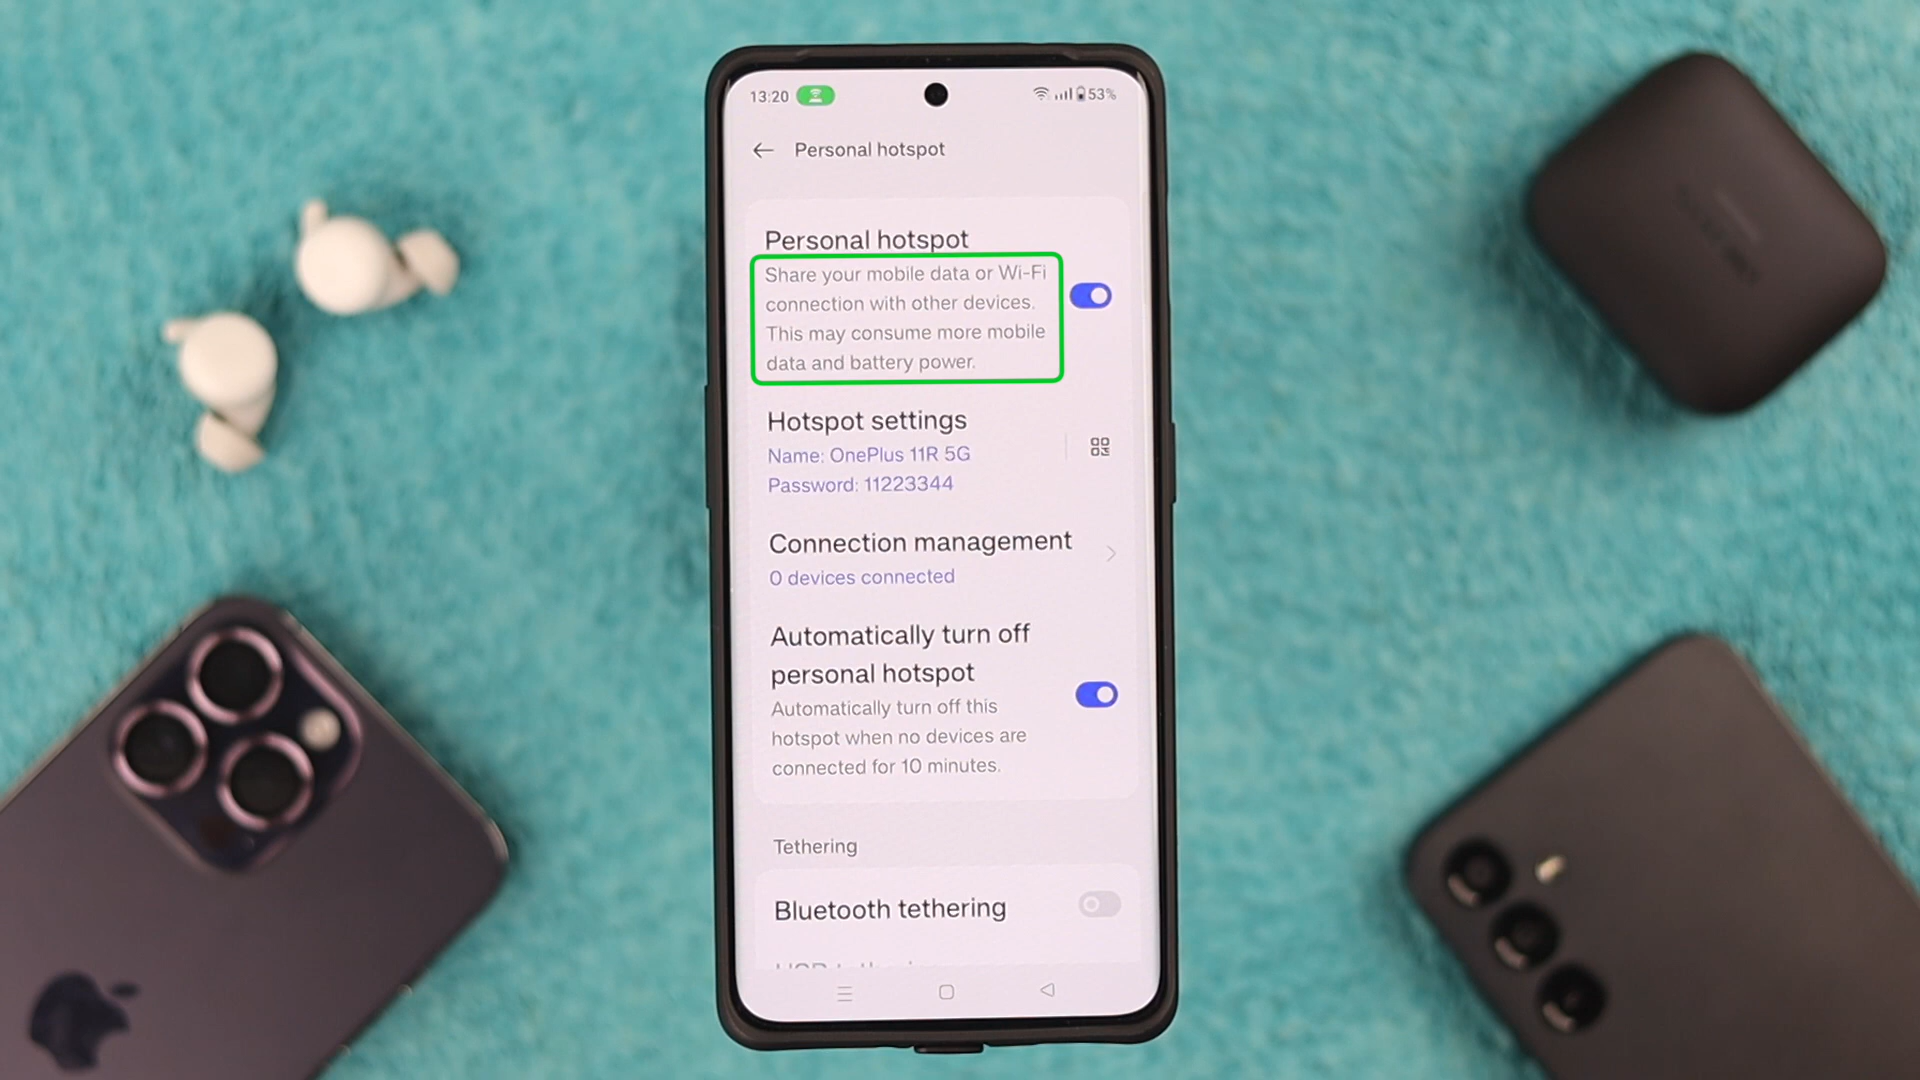 13:20 53%
Personal hotspot
Personal hotspot
Share your mobile data or Wi-Fi
connection with other devices.
This may consume more mobile
data and battery power.
Hotspot settings
Name: OnePlus 11R 5G
Password: 11223344
Connection management
0 devices connected
Automatically turn off
personal hotspot
Automatically turn off this
hotspot when no devices are
connected for 10 minutes.
Tethering
Bluetooth tethering